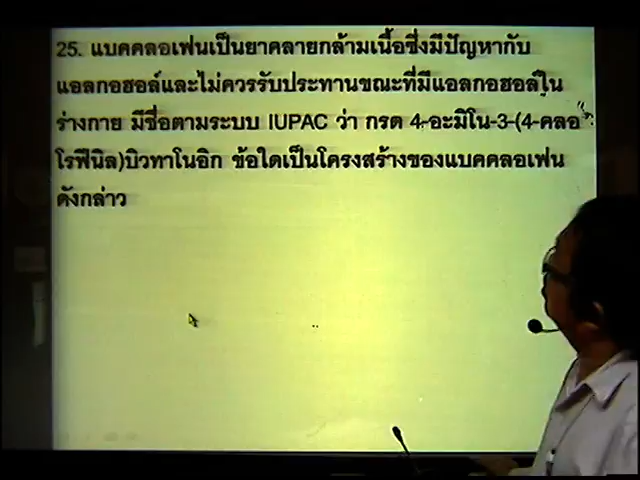 25. แบคคลอเฟนเป็นยาคลายกล้ามเนื้อซึ่งมีปัญหากับ
แอลกอฮอล์และไม่ควรรับประทานขณะที่มีแอลกอฮอล์ใน
ร่างกาย มีชื่อตามระบบ IUPAC ว่า กรด 4-อะมิโน-3-(4-คลอ
โรฟีนิล)บิวทาโนอิก ข้อใดเป็นโครงสร้างของแบคคลอเฟน
ดังกล่าว